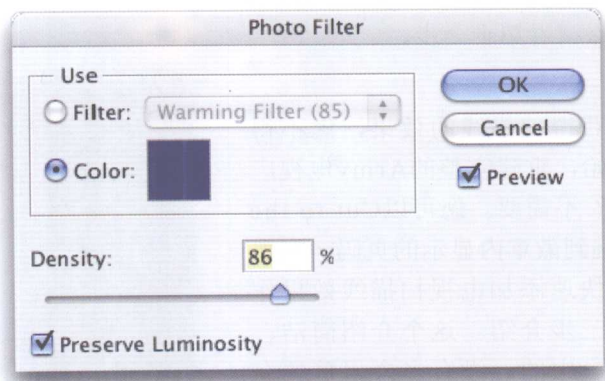 Photo Filter
Use
Filter: Warming Filter (85)
Color:
OK
Cancel
Preview
Density: 86 %
Preserve Luminosity